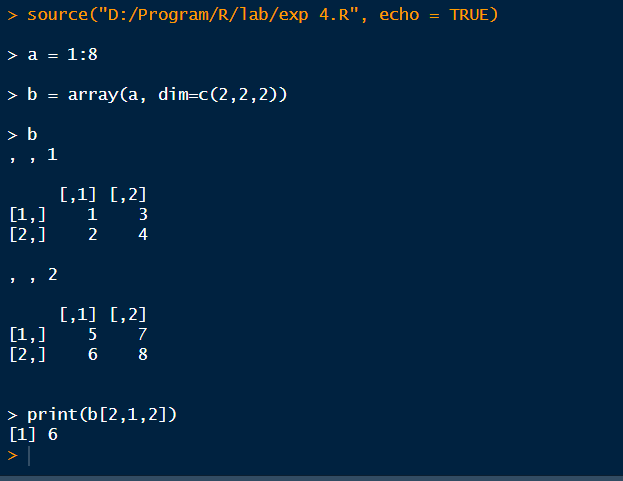 > source("D:/Program/R/lab/exp 4.R", echo = TRUE)
> a = 1:8
> b = array(a, dim=c(2,2,2))
> b
, , 1
     [,1] [,2]
[1,]    1    3
[2,]    2    4
, , 2
     [,1] [,2]
[1,]    5    7
[2,]    6    8
> print(b[2,1,2])
[1] 6
>